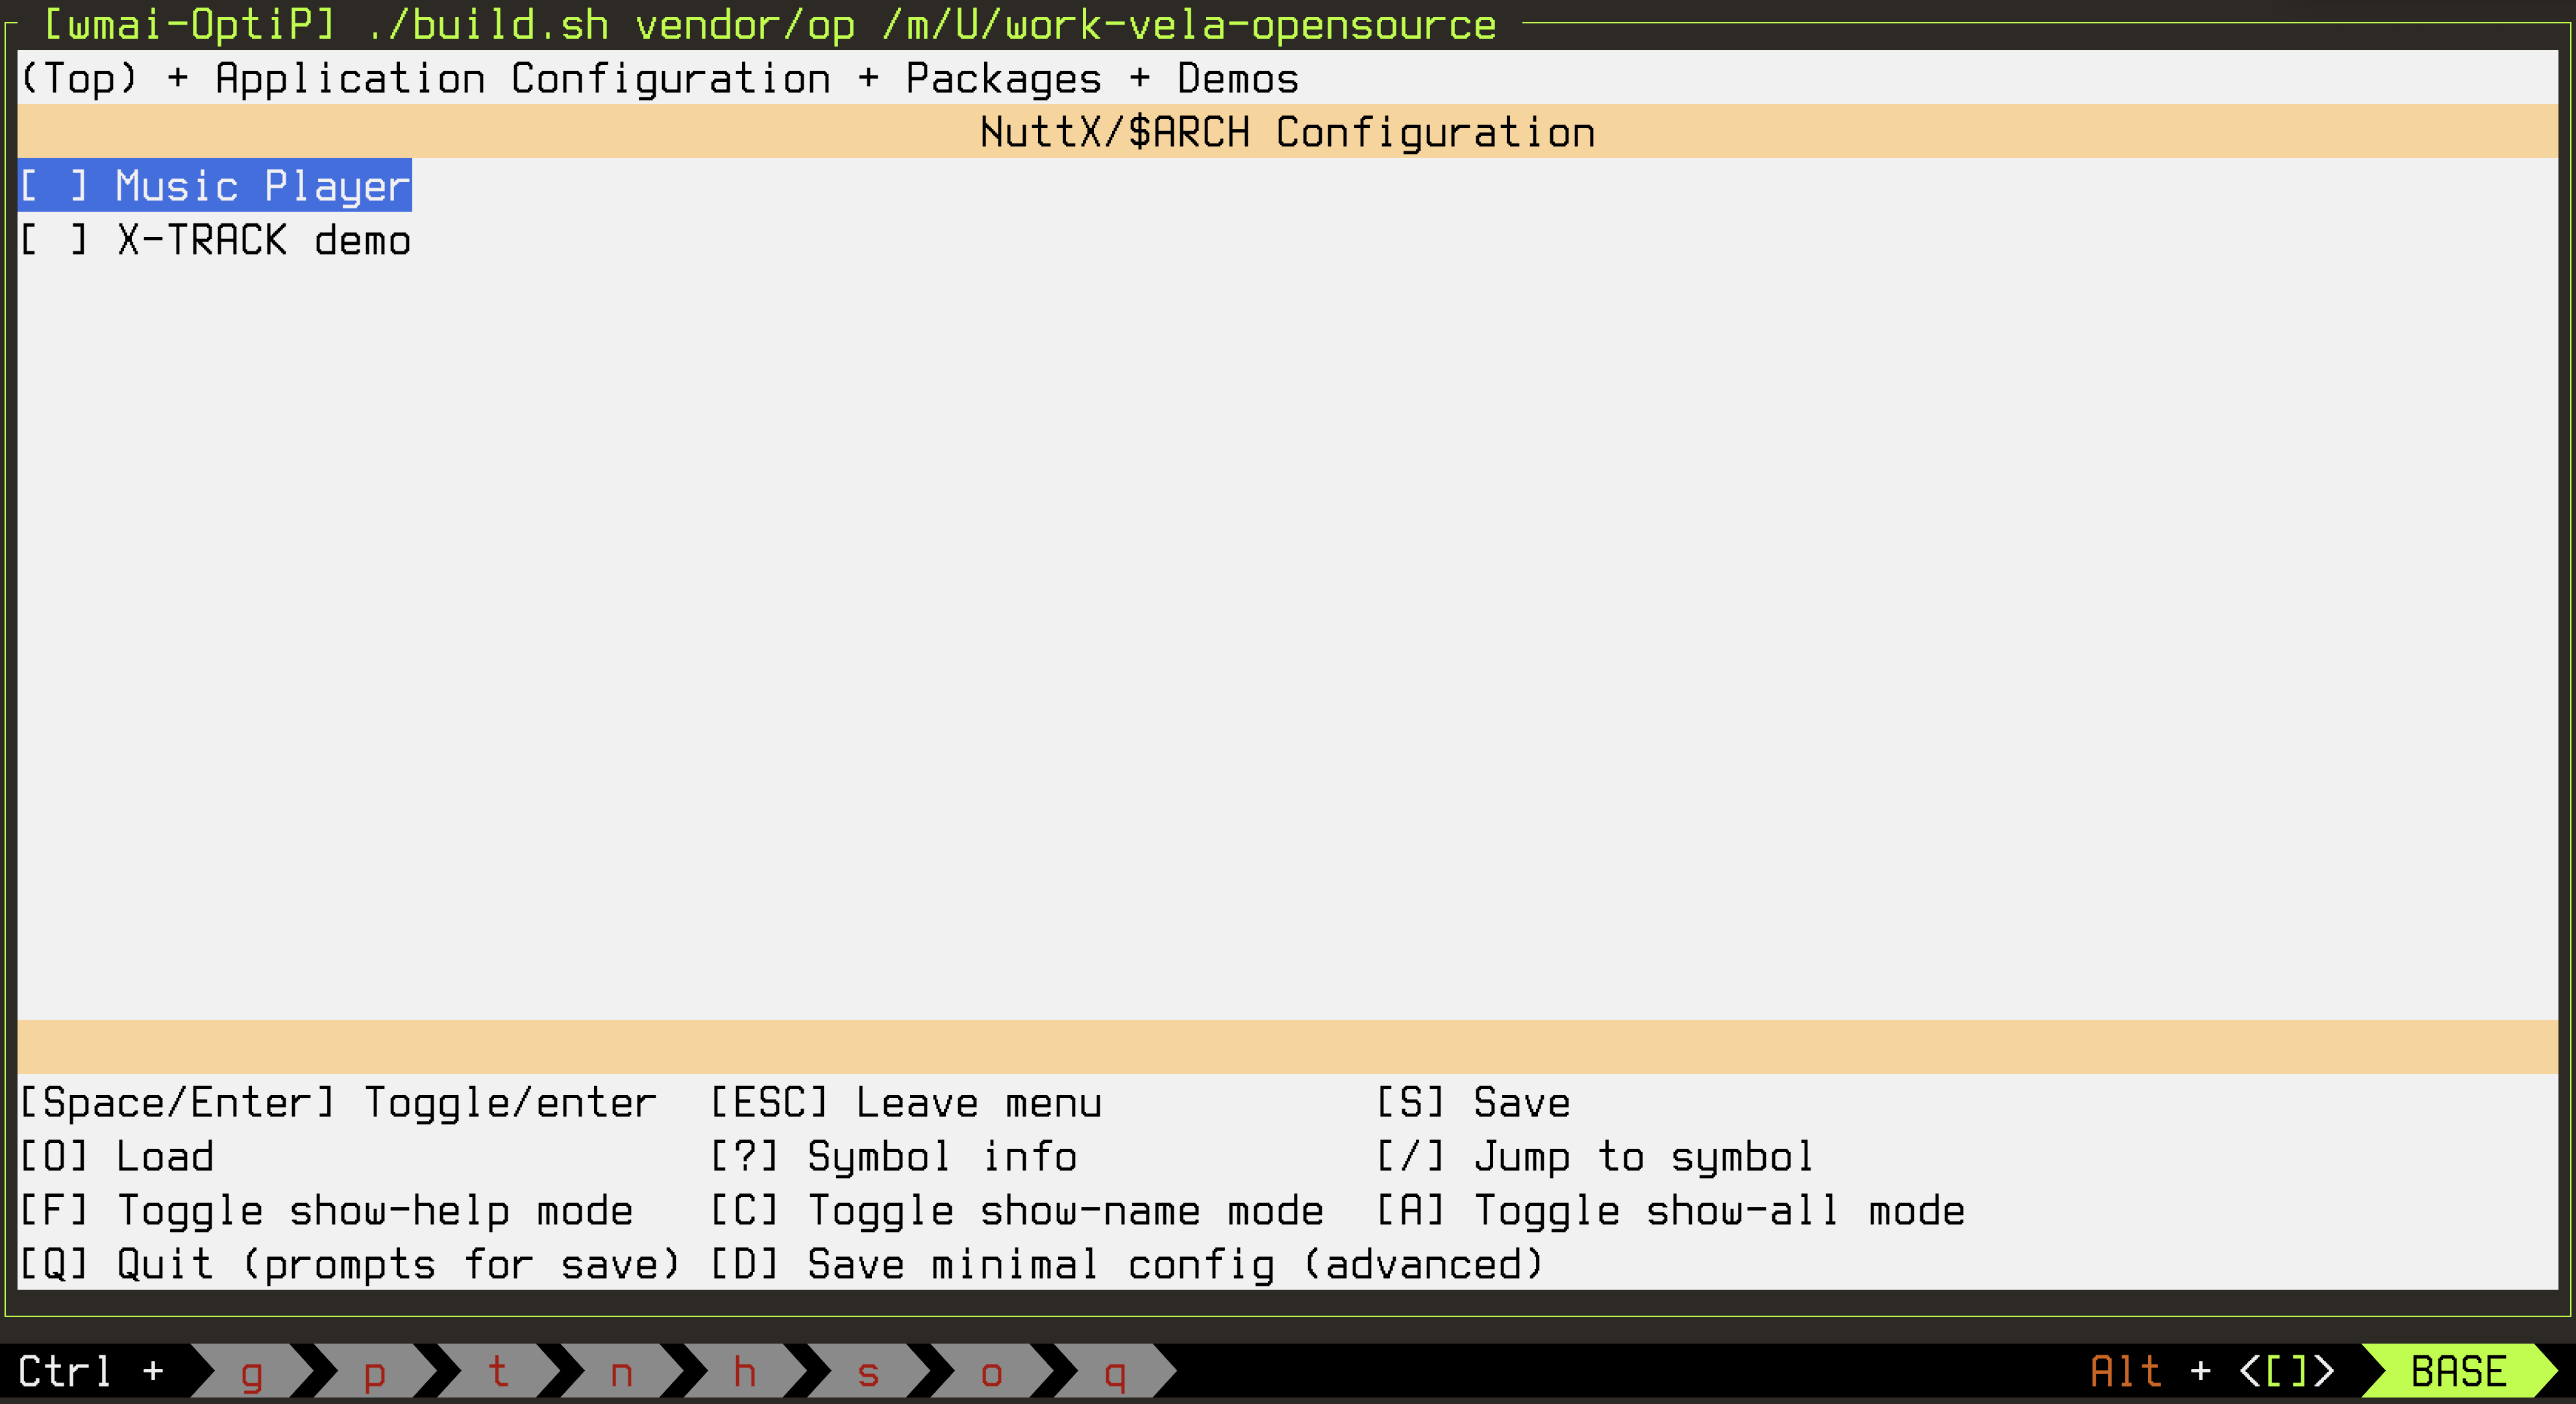 [wmai-OptiP] ./build.sh vendor/op /m/U/work-vela-opensource
(Top) + Application Configuration + Packages + Demos
NuttX/$ARCH Configuration
[ ] Music Player
[ ] X-TRACK demo
[Space/Enter] Toggle/enter [ESC] Leave menu [S] Save
[O] Load [?] Symbol info [/] Jump to symbol
[F] Toggle show-help mode [C] Toggle show-name mode [A] Toggle show-all mode
[Q] Quit (prompts for save) [D] Save minimal config (advanced)
Ctrl + g p t n h s o q Alt + <[]> BASE